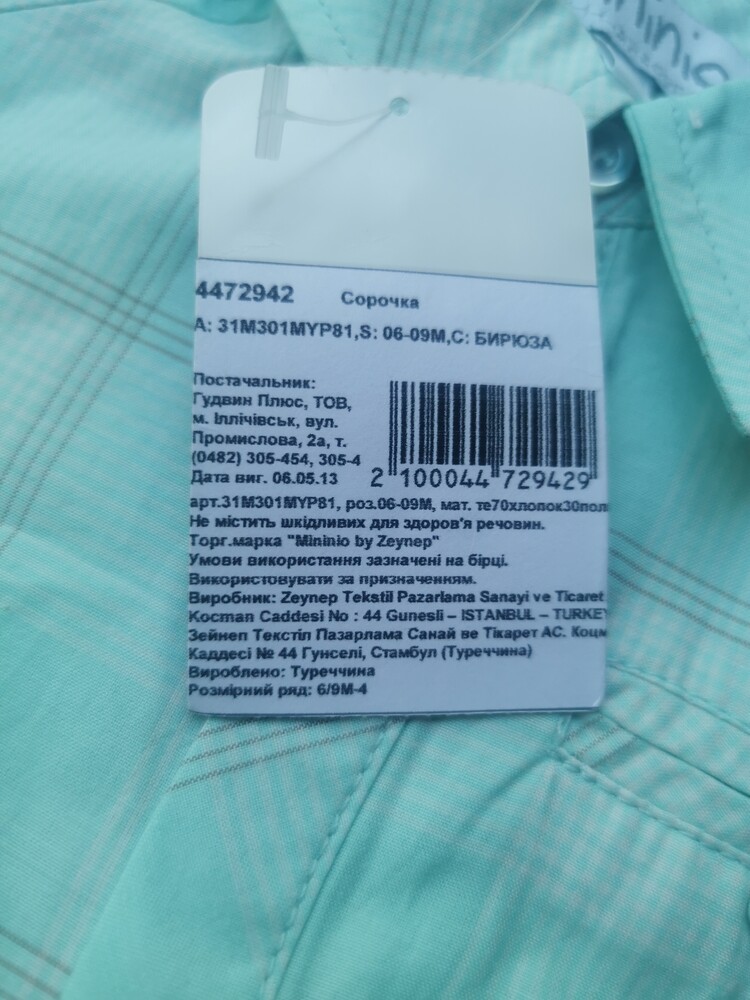 mininio
4472942 Сорочка
А: 31М301МYР81,S: 06-09М,С: БИРЮЗА
Постачальник:
Гудвин Плюс, ТОВ,
м. Іллічівськ, вул.
Промислова, 2а, т.
(0482) 305-454, 305-4
Дата виг. 06.05.13
2 100044 729429
арт.31М301МYР81, роз.06-09М, мат. те70хлопок30пол
Не містить шкідливих для здоров'я речовин.
Торг.марка "Mininio by Zeynep"
Умови використання зазначені на бірці.
Використовувати за призначенням.
Виробник: Zeynep Tekstil Pazarlama Sanayi ve Ticaret
Kocman Caddesi No : 44 Gunesli – ISTANBUL – TURKEY
Зейнеп Текстіл Пазарлама Санай ве Тікарет АС. Коцм
Каддесі № 44 Гунселі, Стамбул (Туреччина)
Вироблено: Туреччина
Розмірний ряд: 6/9М-4